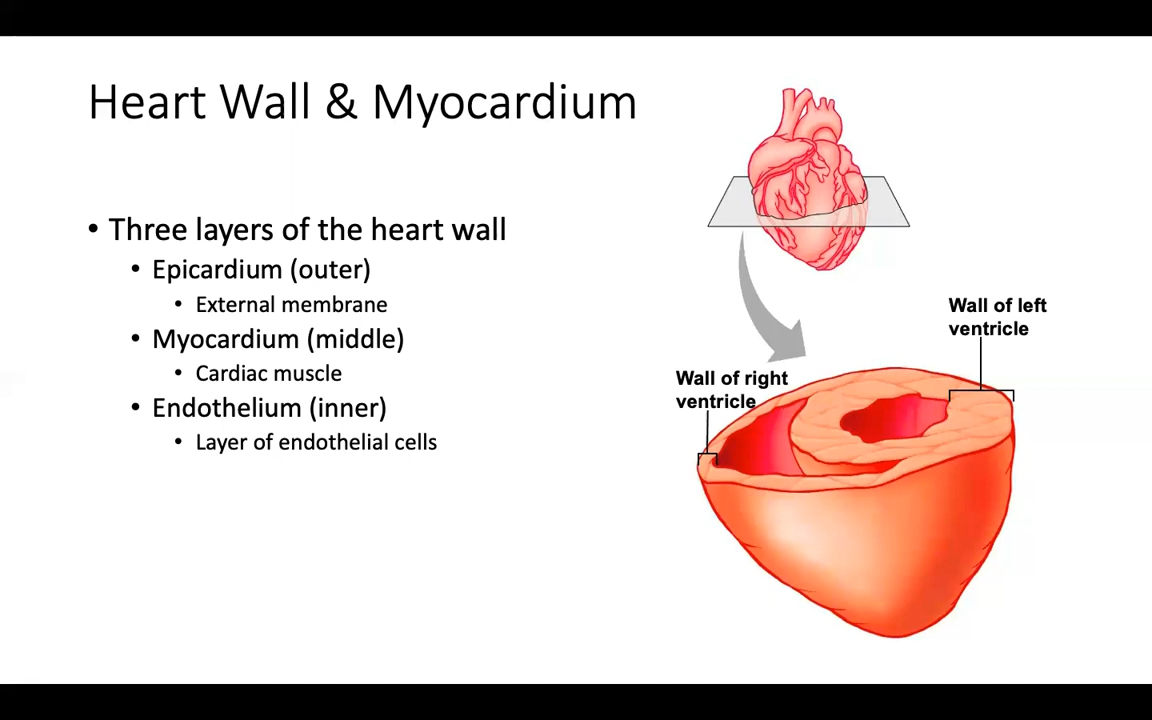 Heart Wall & Myocardium
• Three layers of the heart wall
• Epicardium (outer)
• External membrane
• Myocardium (middle)
• Cardiac muscle
• Endothelium (inner)
• Layer of endothelial cells
Wall of left
ventricle
Wall of right
ventricle